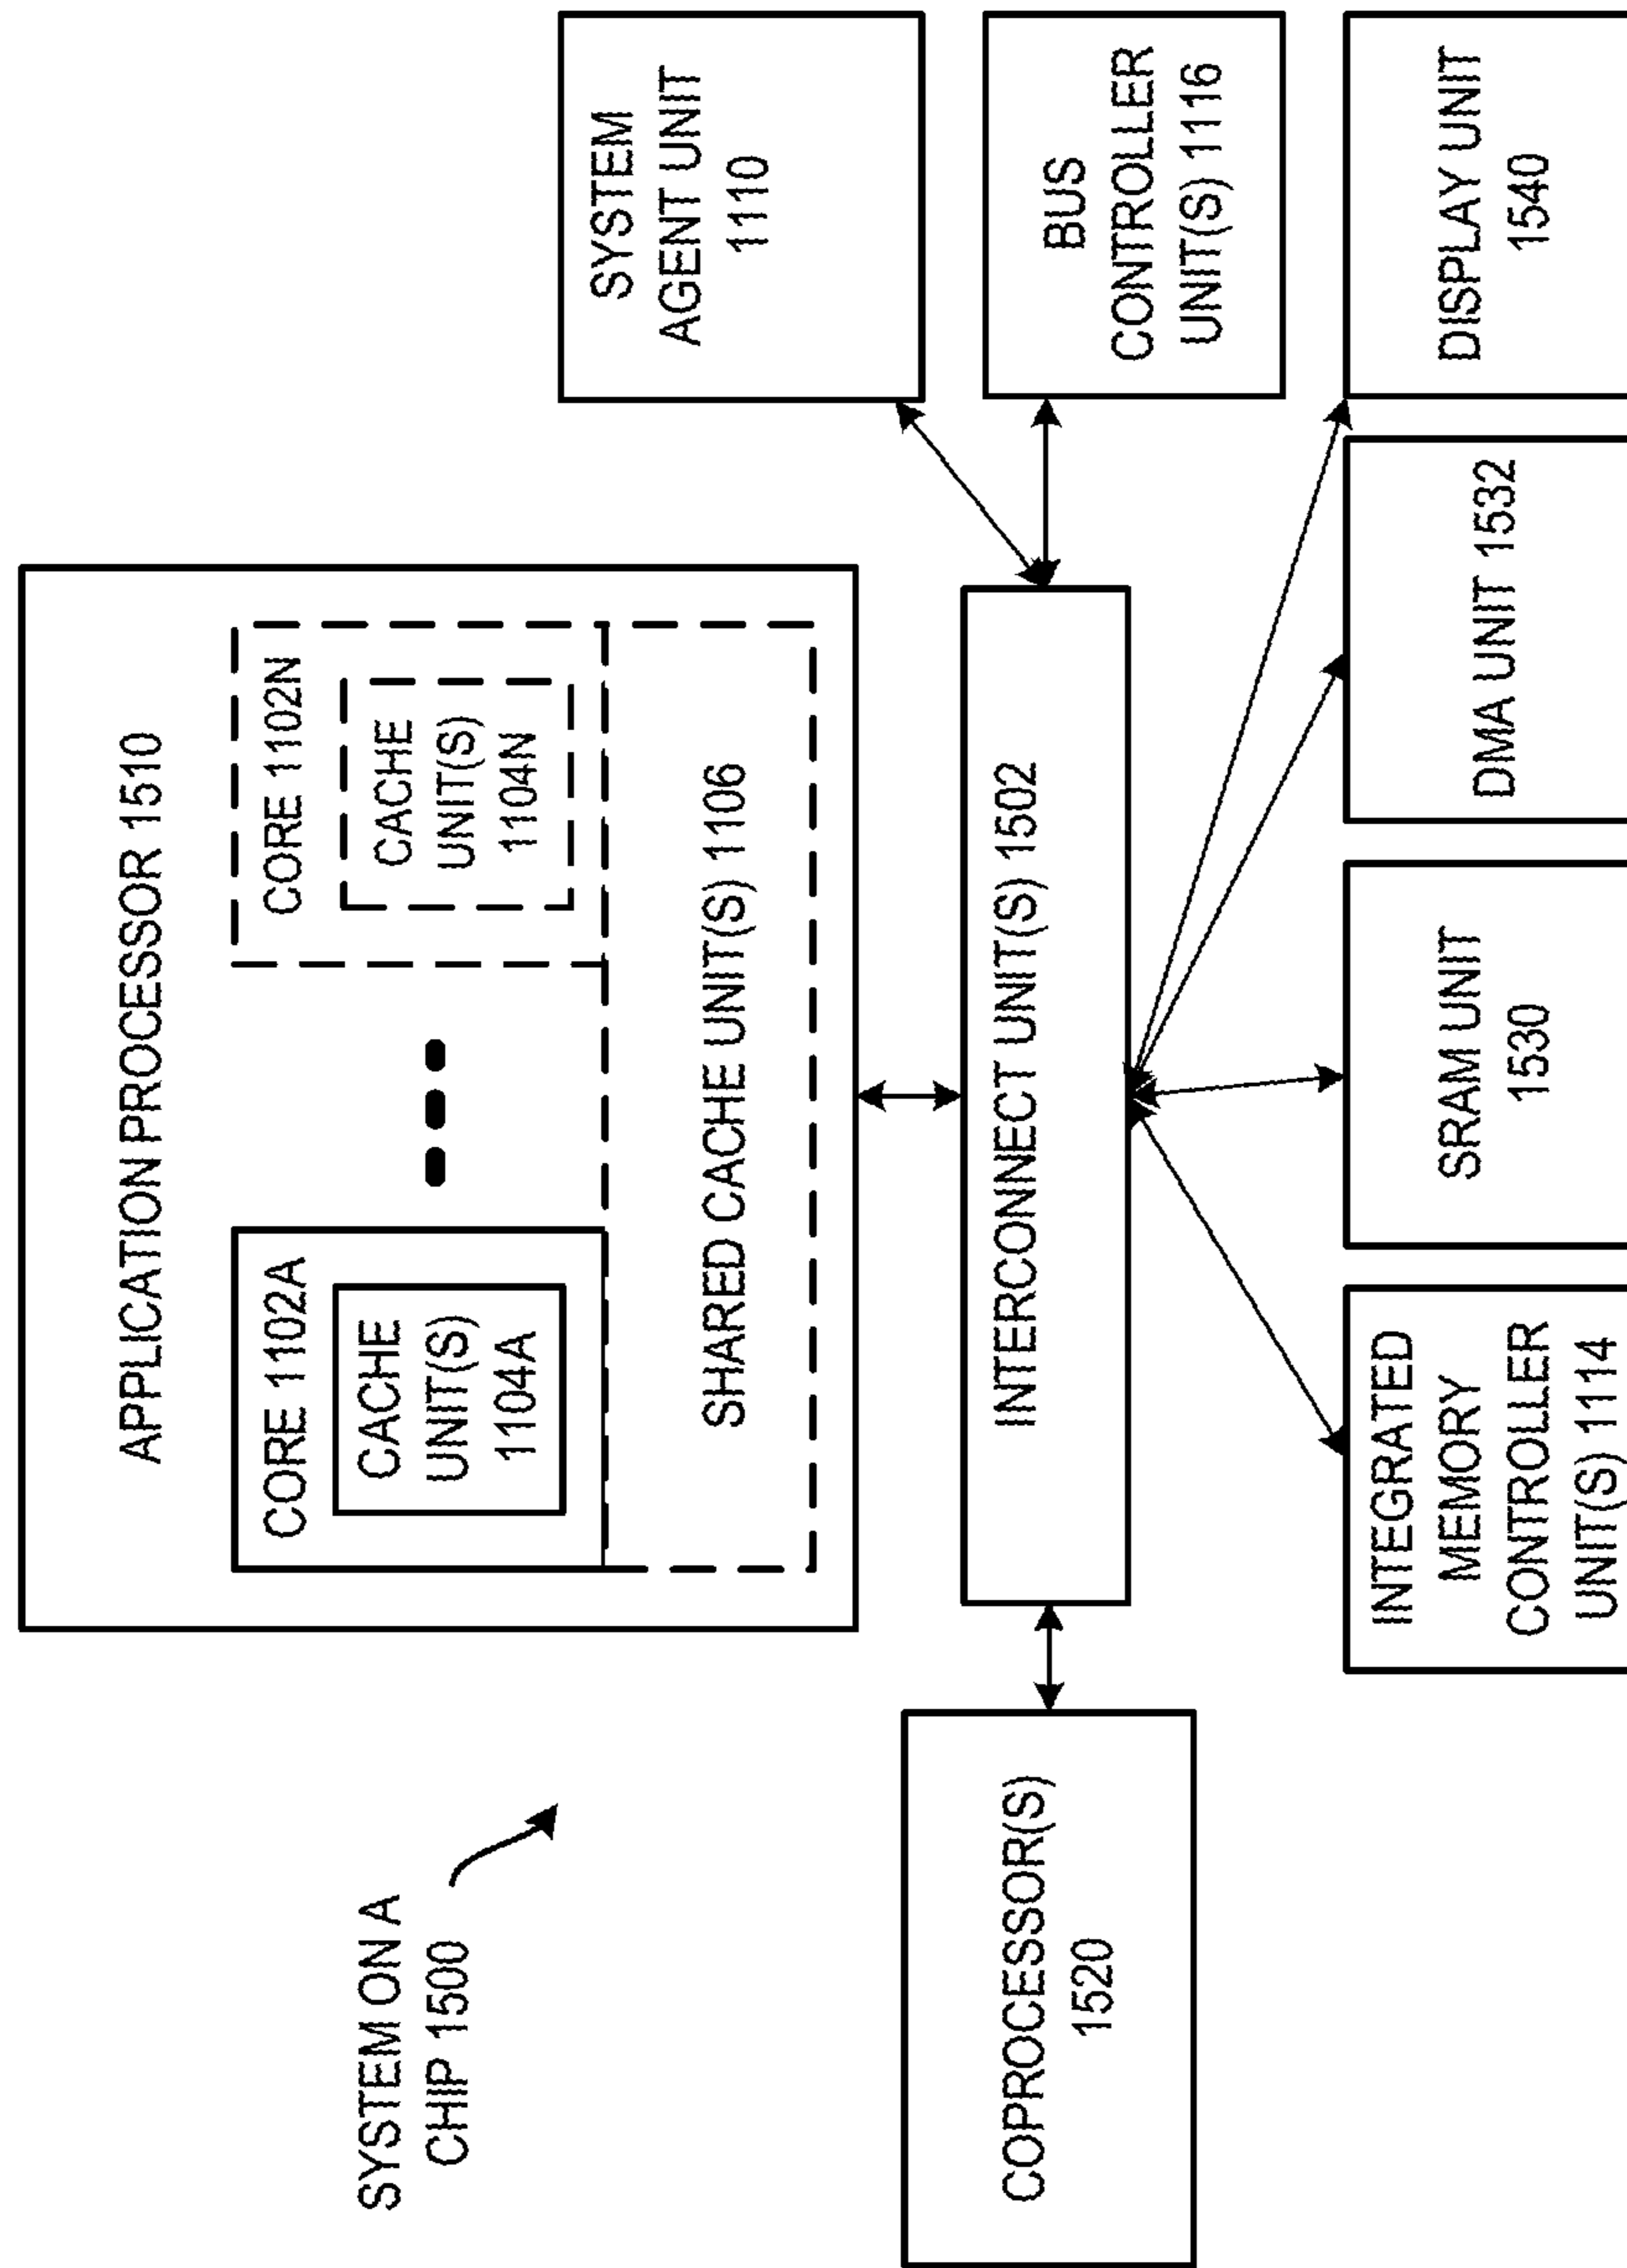 SYSTEM ON A
CHIP 1500
APPLICATION PROCESSOR 1510
CORE 1102A
CACHE
UNIT(S)
1104A
CORE 1102N
CACHE
UNIT(S)
1104N
SHARED CACHE UNIT(S) 1106
SYSTEM
AGENT UNIT
1110
COPROCESSOR(S)
1520
INTERCONNECT UNIT(S) 1502
BUS
CONTROLLER
UNIT(S) 1116
INTEGRATED
MEMORY
CONTROLLER
UNIT(S) 1114
SRAM UNIT
1530
DMA UNIT 1532
DISPLAY UNIT
1540